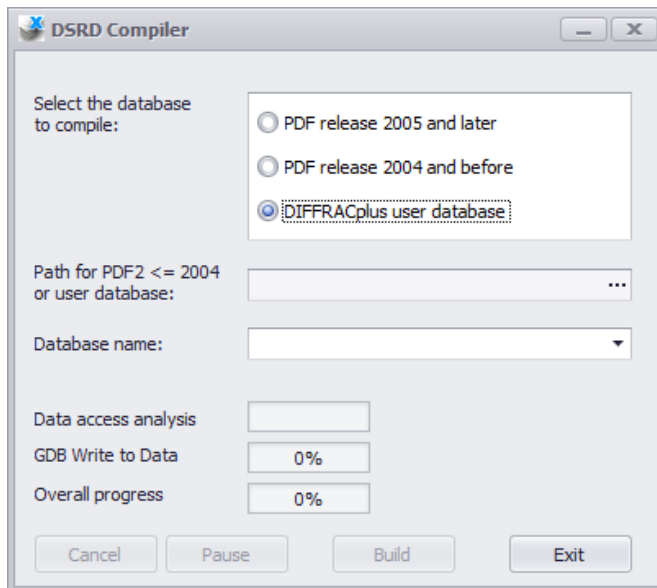 DSRD Compiler
Select the database
to compile:
PDF release 2005 and later
PDF release 2004 and before
DIFFRACplus user database
Path for PDF2 <= 2004
or user database:
...
Database name:
Data access analysis
GDB Write to Data
0%
Overall progress
0%
Cancel
Pause
Build
Exit